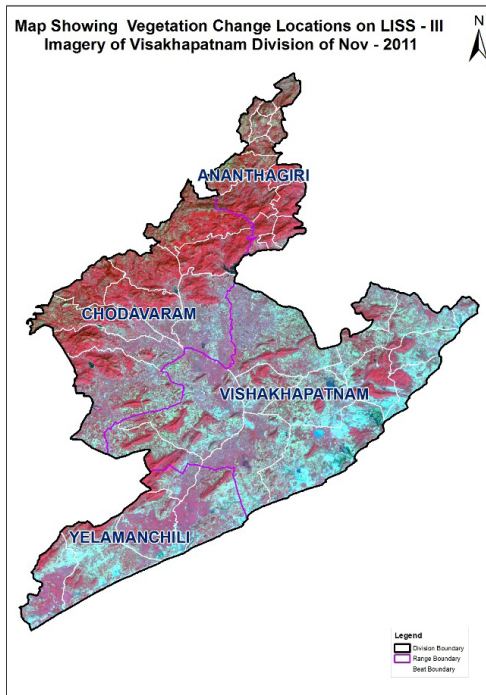 Map Showing Vegetation Change Locations on LISS - III
Imagery of Visakhapatnam Division of Nov - 2011
N
ANANTHAGIRI
CHODAVARAM
VISHAKHAPATNAM
YELAMANCHILI
Legend
Division Boundary
Range Boundary
Beat Boundary